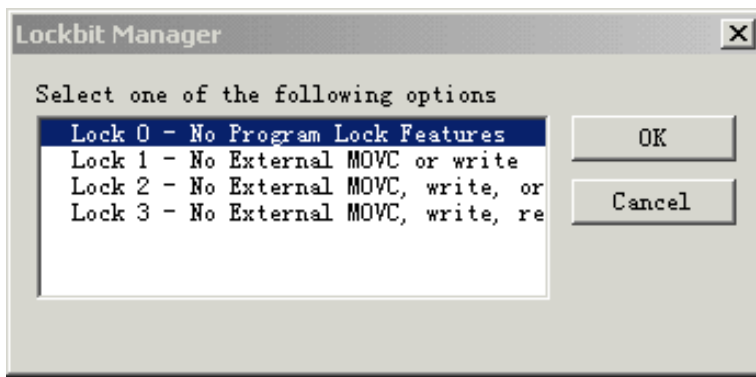 Lockbit Manager
Select one of the following options
Lock 0 - No Program Lock Features
Lock 1 - No External MOVC or write
Lock 2 - No External MOVC, write, or
Lock 3 - No External MOVC, write, re
OK
Cancel